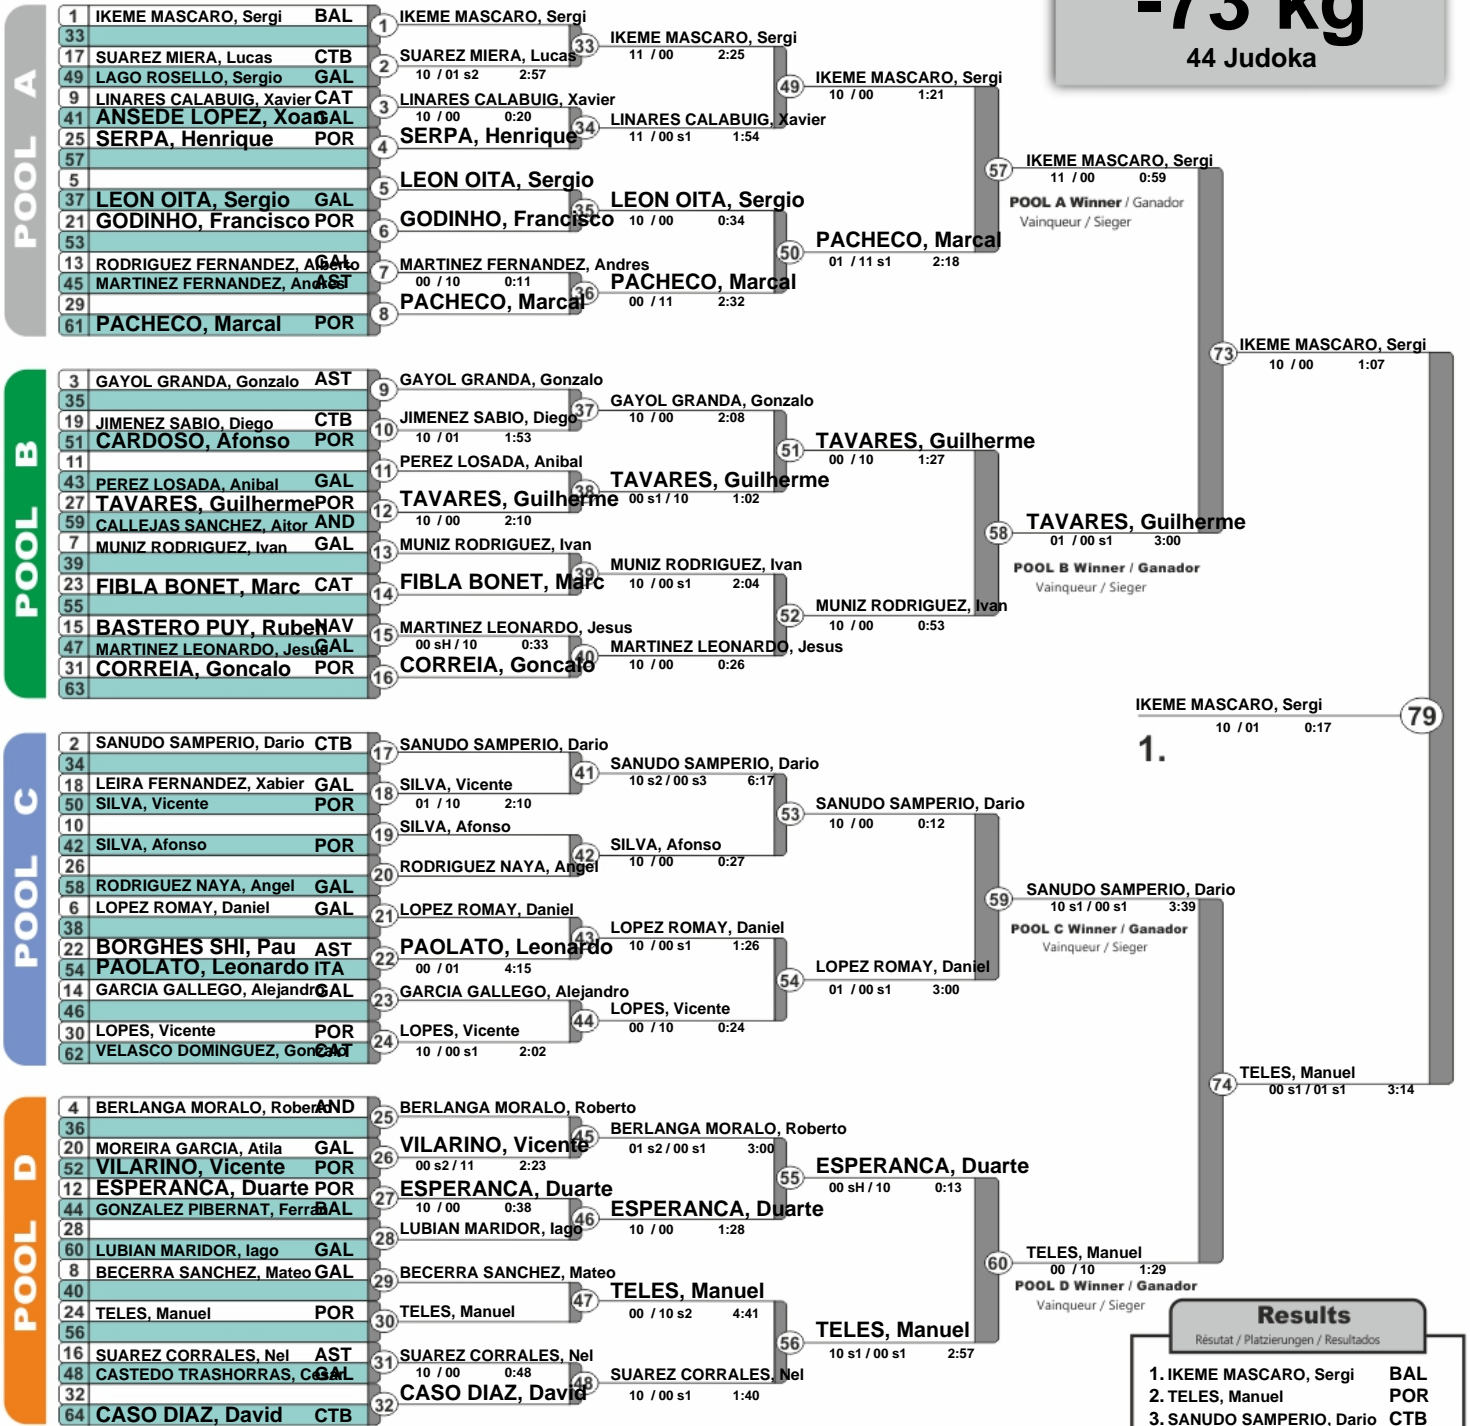 -73 kg
44 Judoka
POOL A
1 IKEME MASCARO, Sergi BAL
33
17 SUAREZ MIERA, Lucas CTB
49 LAGO ROSELLO, Sergio GAL
9 LINARES CALABUIG, Xavier CAT
41 ANSEDE LOPEZ, Xoan GAL
25 SERPA, Henrique POR
57
5
37 LEON OITA, Sergio GAL
21 GODINHO, Francisco POR
53
13 RODRIGUEZ FERNANDEZ, Alberto GAL
45 MARTINEZ FERNANDEZ, Andres AST
29
61 PACHECO, Marcal POR
1 IKEME MASCARO, Sergi
2 SUAREZ MIERA, Lucas
10 / 01 s2 2:57
3 LINARES CALABUIG, Xavier
10 / 00 0:20
4 SERPA, Henrique
5 LEON OITA, Sergio
6 GODINHO, Francisco
7 MARTINEZ FERNANDEZ, Andres
00 / 10 0:11
8 PACHECO, Marcal
33 IKEME MASCARO, Sergi
11 / 00 2:25
34 LINARES CALABUIG, Xavier
11 / 00 s1 1:54
35 LEON OITA, Sergio
10 / 00 0:34
36 PACHECO, Marcal
00 / 11 2:32
49 IKEME MASCARO, Sergi
10 / 00 1:21
50 PACHECO, Marcal
01 / 11 s1 2:18
57 IKEME MASCARO, Sergi
11 / 00 0:59
POOL A Winner / Ganador
Vainqueur / Sieger
POOL B
3 GAYOL GRANDA, Gonzalo AST
35
19 JIMENEZ SABIO, Diego CTB
51 CARDOSO, Afonso POR
11
43 PEREZ LOSADA, Anibal GAL
27 TAVARES, Guilherme POR
59 CALLEJAS SANCHEZ, Aitor AND
7 MUNIZ RODRIGUEZ, Ivan GAL
39
23 FIBLA BONET, Marc CAT
55
15 BASTERO PUY, Ruben NAV
47 MARTINEZ LEONARDO, Jesus GAL
31 CORREIA, Goncalo POR
63
9 GAYOL GRANDA, Gonzalo
10 JIMENEZ SABIO, Diego
10 / 01 1:53
11 PEREZ LOSADA, Anibal
12 TAVARES, Guilherme
10 / 00 2:10
13 MUNIZ RODRIGUEZ, Ivan
14 FIBLA BONET, Marc
15 MARTINEZ LEONARDO, Jesus
00 sH / 10 0:33
16 CORREIA, Goncalo
37 GAYOL GRANDA, Gonzalo
10 / 00 2:08
38 TAVARES, Guilherme
00 s1 / 10 1:02
39 MUNIZ RODRIGUEZ, Ivan
10 / 00 s1 2:04
40 MARTINEZ LEONARDO, Jesus
10 / 00 0:26
51 TAVARES, Guilherme
00 / 10 1:27
52 MUNIZ RODRIGUEZ, Ivan
10 / 00 0:53
58 TAVARES, Guilherme
01 / 00 s1 3:00
POOL B Winner / Ganador
Vainqueur / Sieger
73 IKEME MASCARO, Sergi
10 / 00 1:07
IKEME MASCARO, Sergi 79
10 / 01 0:17
1.
POOL C
2 SANUDO SAMPERIO, Dario CTB
34
18 LEIRA FERNANDEZ, Xabier GAL
50 SILVA, Vicente POR
10
42 SILVA, Afonso POR
26
58 RODRIGUEZ NAYA, Angel GAL
6 LOPEZ ROMAY, Daniel GAL
38
22 BORGHES SHI, Pau AST
54 PAOLATO, Leonardo ITA
14 GARCIA GALLEGO, Alejandro GAL
46
30 LOPES, Vicente POR
62 VELASCO DOMINGUEZ, Gonzalo CAT
17 SANUDO SAMPERIO, Dario
18 SILVA, Vicente
01 / 10 2:10
19 SILVA, Afonso
20 RODRIGUEZ NAYA, Angel
21 LOPEZ ROMAY, Daniel
22 PAOLATO, Leonardo
00 / 01 4:15
23 GARCIA GALLEGO, Alejandro
24 LOPES, Vicente
10 / 00 s1 2:02
41 SANUDO SAMPERIO, Dario
10 s2 / 00 s3 6:17
42 SILVA, Afonso
10 / 00 0:27
43 LOPEZ ROMAY, Daniel
10 / 00 s1 1:26
44 LOPES, Vicente
00 / 10 0:24
53 SANUDO SAMPERIO, Dario
10 / 00 0:12
54 LOPEZ ROMAY, Daniel
01 / 00 s1 3:00
59 SANUDO SAMPERIO, Dario
10 s1 / 00 s1 3:39
POOL C Winner / Ganador
Vainqueur / Sieger
POOL D
4 BERLANGA MORALO, Roberto AND
36
20 MOREIRA GARCIA, Atila GAL
52 VILARINO, Vicente POR
12 ESPERANCA, Duarte POR
44 GONZALEZ PIBERNAT, Ferran BAL
28
60 LUBIAN MARIDOR, Iago GAL
8 BECERRA SANCHEZ, Mateo GAL
40
24 TELES, Manuel POR
56
16 SUAREZ CORRALES, Nel AST
48 CASTEDO TRASHORRAS, Cesar GAL
32
64 CASO DIAZ, David CTB
25 BERLANGA MORALO, Roberto
26 VILARINO, Vicente
00 s2 / 11 2:23
27 ESPERANCA, Duarte
10 / 00 0:38
28 LUBIAN MARIDOR, Iago
29 BECERRA SANCHEZ, Mateo
30 TELES, Manuel
31 SUAREZ CORRALES, Nel
10 / 00 0:48
32 CASO DIAZ, David
45 BERLANGA MORALO, Roberto
01 s2 / 00 s1 3:00
46 ESPERANCA, Duarte
10 / 00 1:28
47 TELES, Manuel
00 / 10 s2 4:41
48 SUAREZ CORRALES, Nel
10 / 00 s1 1:40
55 ESPERANCA, Duarte
00 sH / 10 0:13
56 TELES, Manuel
10 s1 / 00 s1 2:57
60 TELES, Manuel
00 / 10 1:29
POOL D Winner / Ganador
Vainqueur / Sieger
74 TELES, Manuel
00 s1 / 01 s1 3:14
Results
Résutat / Platzierungen / Resultados
1. IKEME MASCARO, Sergi BAL
2. TELES, Manuel POR
3. SANUDO SAMPERIO, Dario CTB